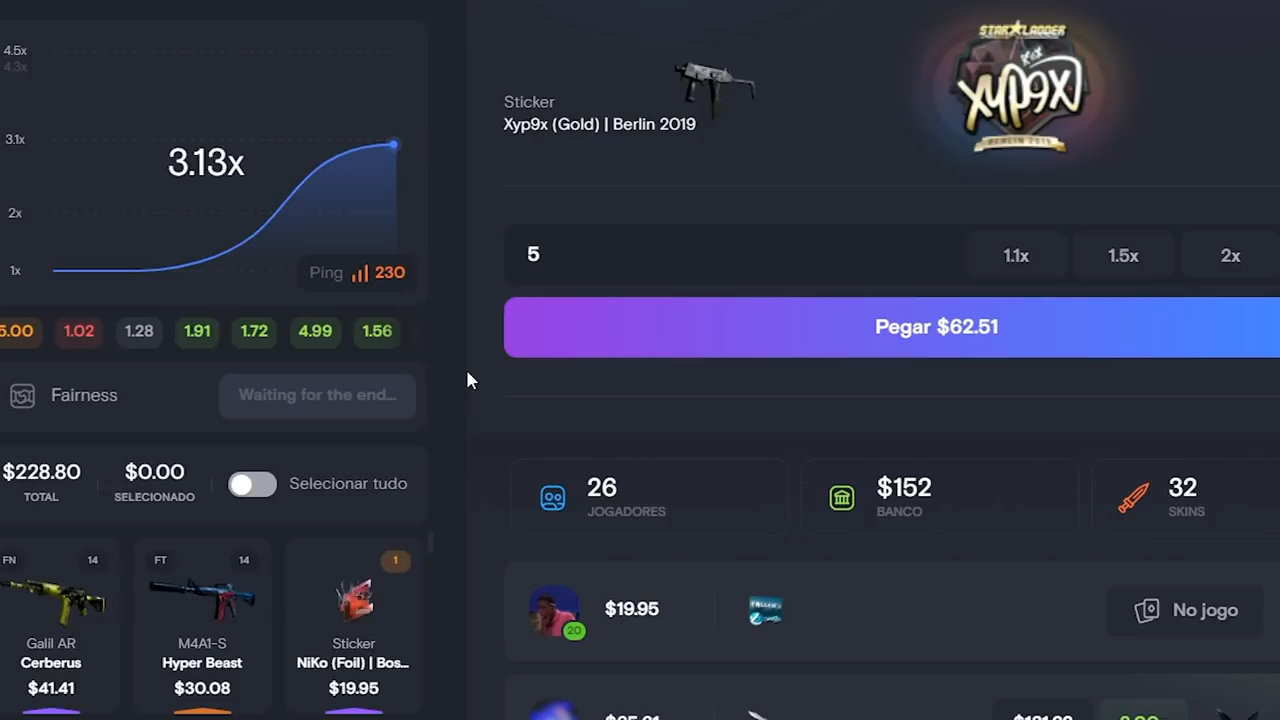 4.5x
4.3x
3.1x
3.13x
2x
1x
Ping 230
5.00 1.02 1.28 1.91 1.72 4.99 1.56
Fairness
Waiting for the end...
$228.80
TOTAL
$0.00
SELECIONADO
Selecionar tudo
FN 14
Galil AR
Cerberus
$41.41
FT 14
M4A1-S
Hyper Beast
$30.08
1
Sticker
NiKo (Foil) | Bos...
$19.95
Sticker
Xyp9x (Gold) | Berlin 2019
STAR LADDER
xyp9x
BERLIN 2019
5
1.1x 1.5x 2x
Pegar $62.51
26
JOGADORES
$152
BANCO
32
SKINS
20
$19.95
No jogo